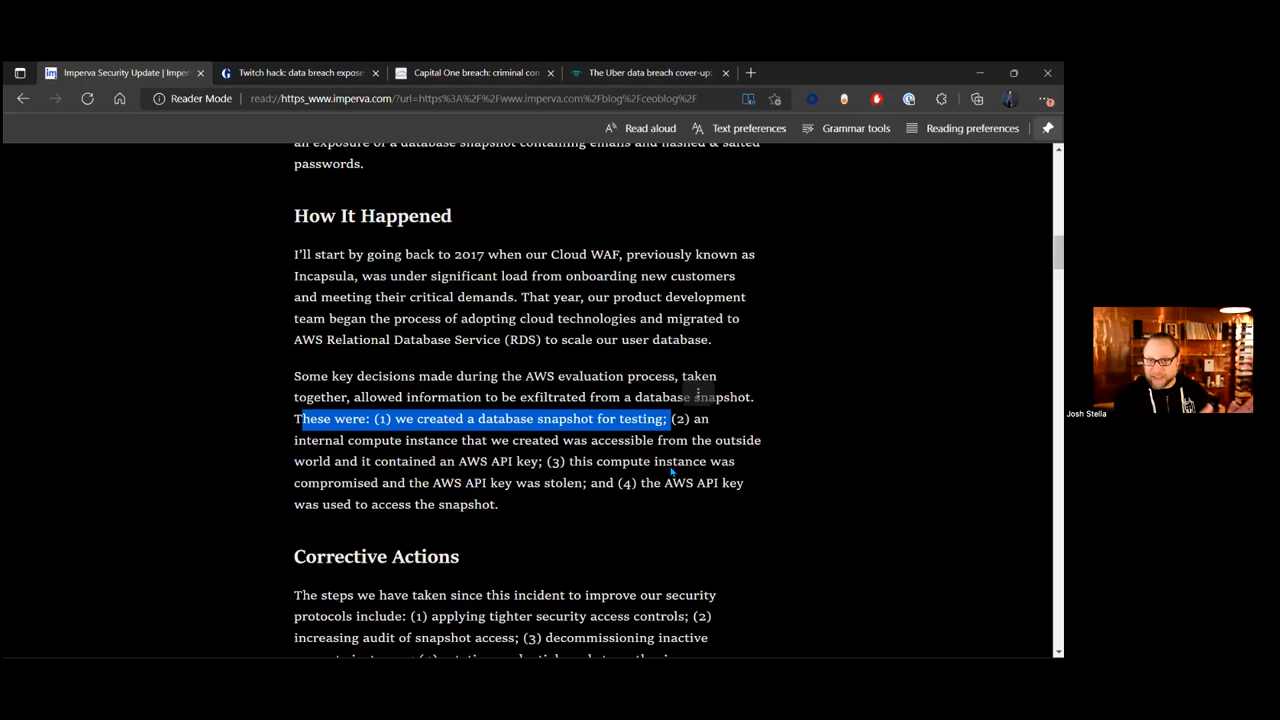 Imperva Security Update | Imper
Twitch hack: data breach expose
Capital One breach: criminal con
The Uber data breach cover-up:
Reader Mode
read://https_www.imperva.com/?url=https%3A%2F%2Fwww.imperva.com%2Fblog%2Fceoblog%2F
Read aloud
Text preferences
Grammar tools
Reading preferences
an exposure of a database snapshot containing emails and hashed & salted
passwords.
How It Happened
I'll start by going back to 2017 when our Cloud WAF, previously known as
Incapsula, was under significant load from onboarding new customers
and meeting their critical demands. That year, our product development
team began the process of adopting cloud technologies and migrated to
AWS Relational Database Service (RDS) to scale our user database.
Some key decisions made during the AWS evaluation process, taken
together, allowed information to be exfiltrated from a database snapshot.
These were: (1) we created a database snapshot for testing; (2) an
internal compute instance that we created was accessible from the outside
world and it contained an AWS API key; (3) this compute instance was
compromised and the AWS API key was stolen; and (4) the AWS API key
was used to access the snapshot.
Corrective Actions
The steps we have taken since this incident to improve our security
protocols include: (1) applying tighter security access controls; (2)
increasing audit of snapshot access; (3) decommissioning inactive
Josh Stella